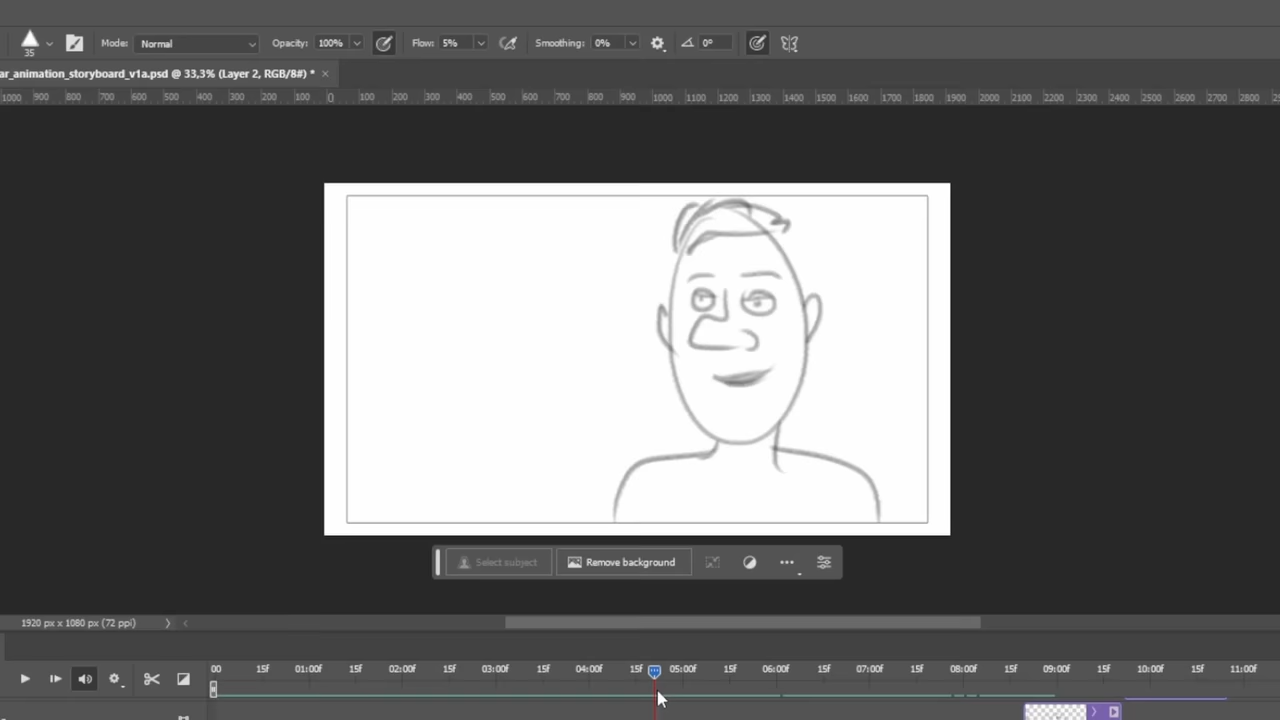 35 Mode: Normal Opacity: 100% Flow: 5% Smoothing: 0% 0°
ar_animation_storyboard_v1a.psd @ 33,3% (Layer 2, RGB/8#) * ×
1000 900 800 700 600 500 400 300 200 100 0 100 200 300 400 500 600 700 800 900 1000 1100 1200 1300 1400 1500 1600 1700 1800 1900 2000 2100 2200 2300 2400 2500 2600 2700 2800
Select subject Remove background
1920 px x 1080 px (72 ppi)
00 15f 01:00f 15f 02:00f 15f 03:00f 15f 04:00f 15f 05:00f 15f 06:00f 15f 07:00f 15f 08:00f 15f 09:00f 15f 10:00f 15f 11:00f